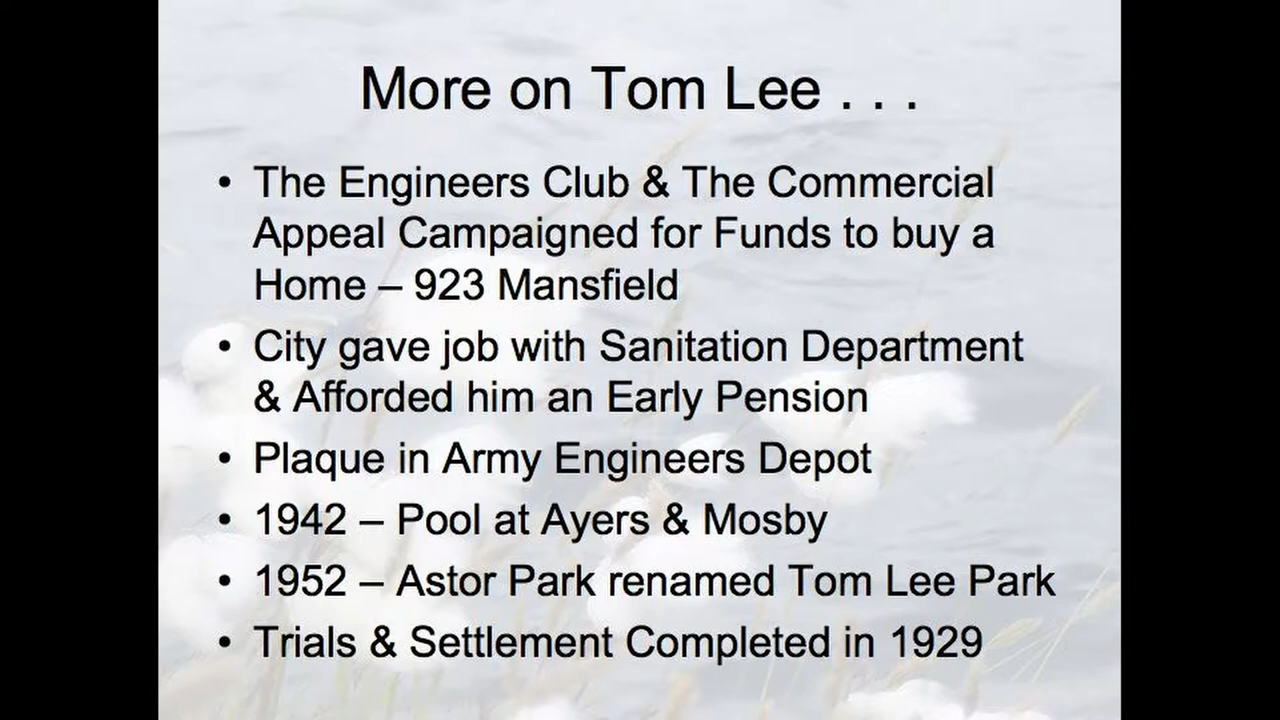 More on Tom Lee . . .
• The Engineers Club & The Commercial
Appeal Campaigned for Funds to buy a
Home – 923 Mansfield
• City gave job with Sanitation Department
& Afforded him an Early Pension
• Plaque in Army Engineers Depot
• 1942 – Pool at Ayers & Mosby
• 1952 – Astor Park renamed Tom Lee Park
• Trials & Settlement Completed in 1929